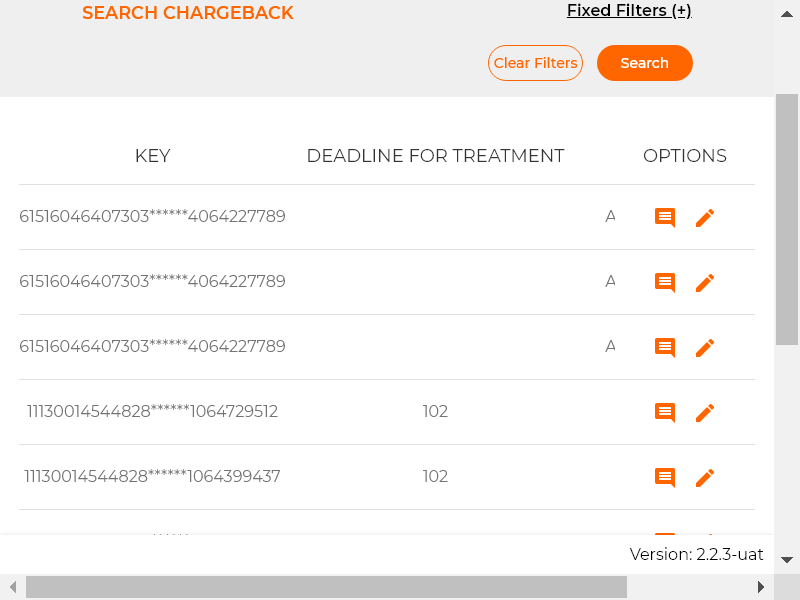 SEARCH CHARGEBACK
Fixed Filters (+)
Clear Filters
Search
KEY DEADLINE FOR TREATMENT OPTIONS
61516046407303******4064227789 A
61516046407303******4064227789 A
61516046407303******4064227789 A
11130014544828******1064729512 102
11130014544828******1064399437 102
Version: 2.2.3-uat